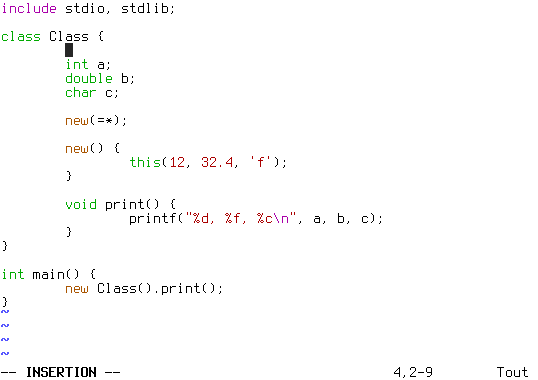 include stdio, stdlib;
class Class {
int a;
double b;
char c;
new(=*);
new() {
this(12, 32.4, 'f');
}
void print() {
printf("%d, %f, %c\n", a, b, c);
}
}
int main() {
new Class().print();
}
~
~
~
~
-- INSERTION -- 4,2-9 Tout